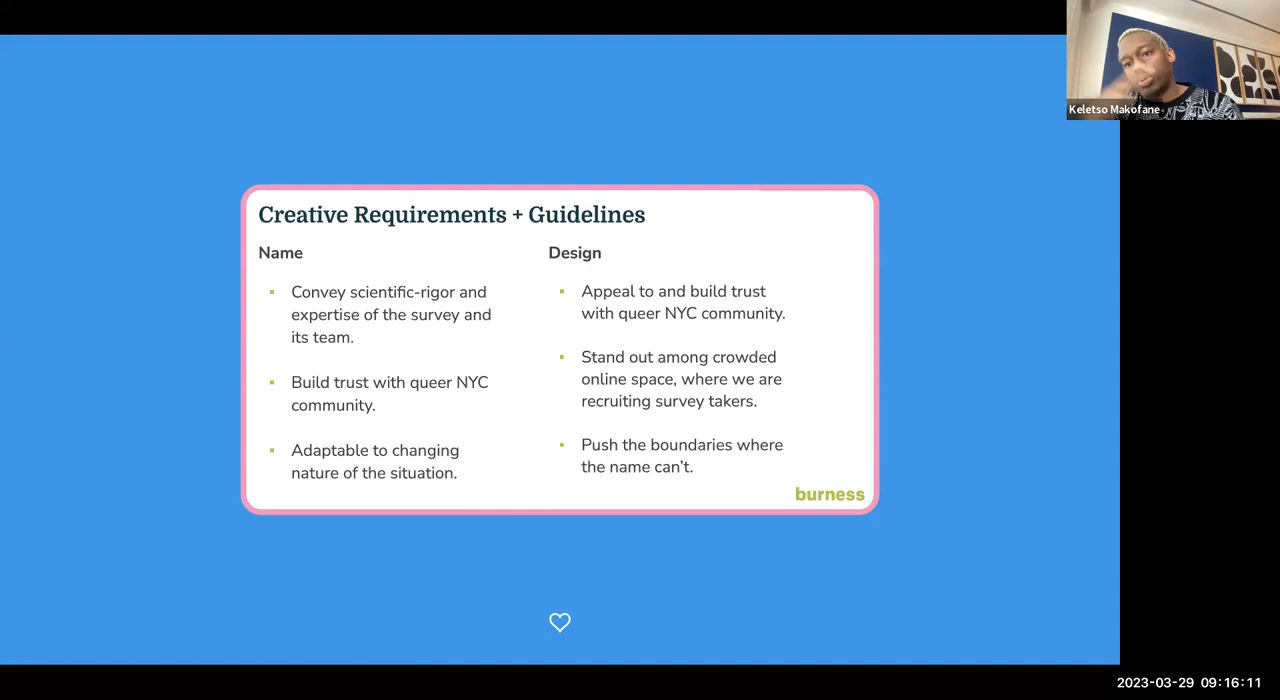 Keletso Makofane
Creative Requirements + Guidelines
Name
Convey scientific-rigor and
expertise of the survey and
its team.
Build trust with queer NYC
community.
Adaptable to changing
nature of the situation.
Design
Appeal to and build trust
with queer NYC community.
Stand out among crowded
online space, where we are
recruiting survey takers.
Push the boundaries where
the name can’t.
burness
2023-03-29 09:16:11